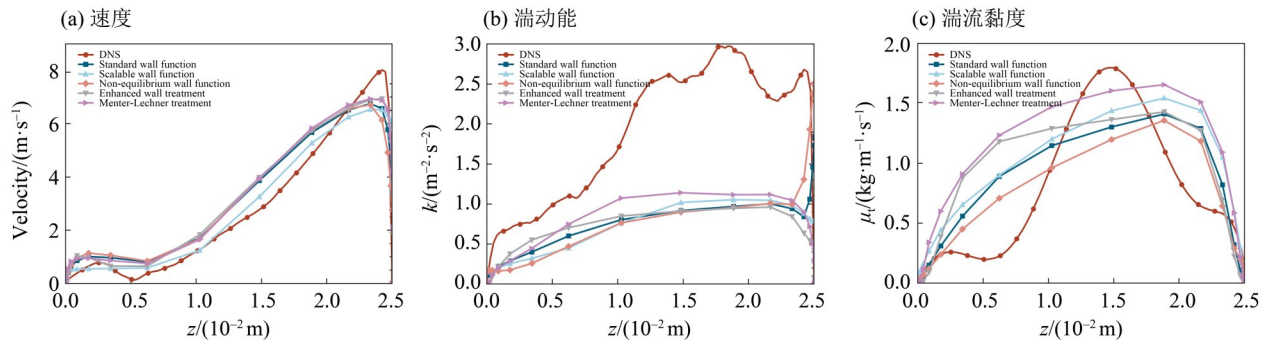 (a) 速度
DNS
Standard wall function
Scalable wall function
Non-equilibrium wall function
Enhanced wall treatment
Menter-Lechner treatment
8
6
4
2
0
0.0 0.5 1.0 1.5 2.0 2.5
Velocity/(m·s⁻¹)
z/(10⁻² m)
(b) 湍动能
DNS
Standard wall function
Scalable wall function
Non-equilibrium wall function
Enhanced wall treatment
Menter-Lechner treatment
3.0
2.5
2.0
1.5
1.0
0.5
0.0
0.0 0.5 1.0 1.5 2.0 2.5
k/(m⁻²·s⁻²)
z/(10⁻² m)
(c) 湍流黏度
DNS
Standard wall function
Scalable wall function
Non-equilibrium wall function
Enhanced wall treatment
Menter-Lechner treatment
2.0
1.5
1.0
0.5
0.0
0.0 0.5 1.0 1.5 2.0 2.5
μₜ/(kg·m⁻¹·s⁻¹)
z/(10⁻² m)